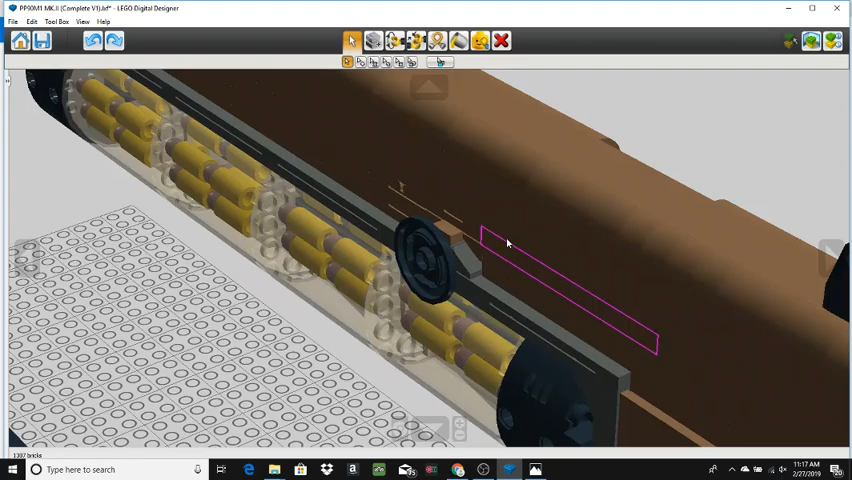 PP90M1 MK.II (Complete V1).lxf* - LEGO Digital Designer
File Edit Tool Box View Help
1387 bricks
Type here to search
11:17 AM
2/27/2019